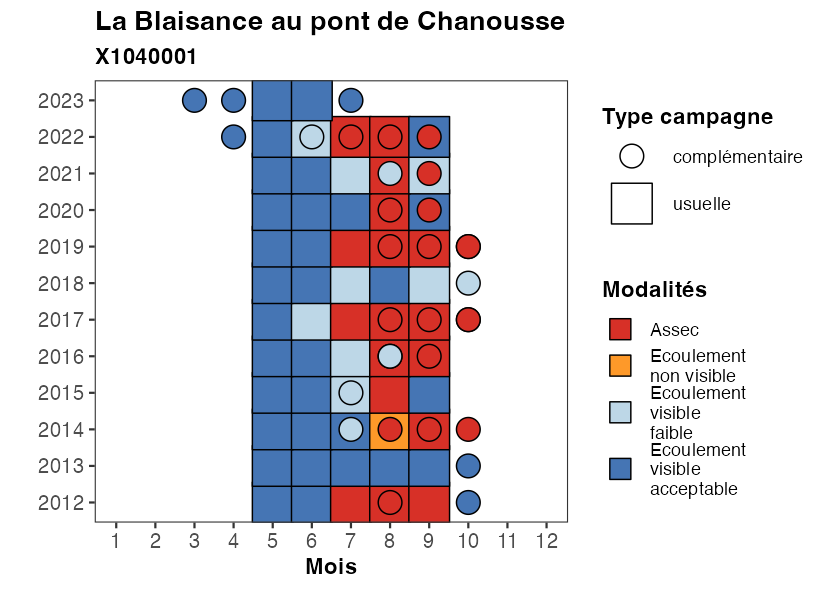 La Blaisance au pont de Chanousse
X1040001
2023
2022
2021
2020
2019
2018
2017
2016
2015
2014
2013
2012
1 2 3 4 5 6 7 8 9 10 11 12
Mois
Type campagne
complémentaire
usuelle
Modalités
Assec
Ecoulement
non visible
Ecoulement
visible
faible
Ecoulement
visible
acceptable